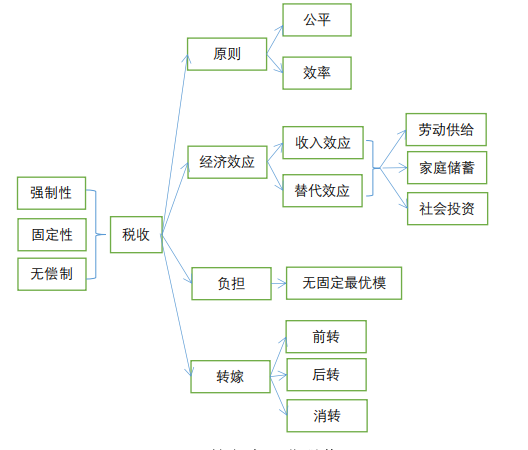 公平
原则
效率
收入效应
劳动供给
经济效应
家庭储蓄
替代效应
强制性
社会投资
固定性
税收
无偿制
负担
无固定最优模
前转
转嫁
后转
消转